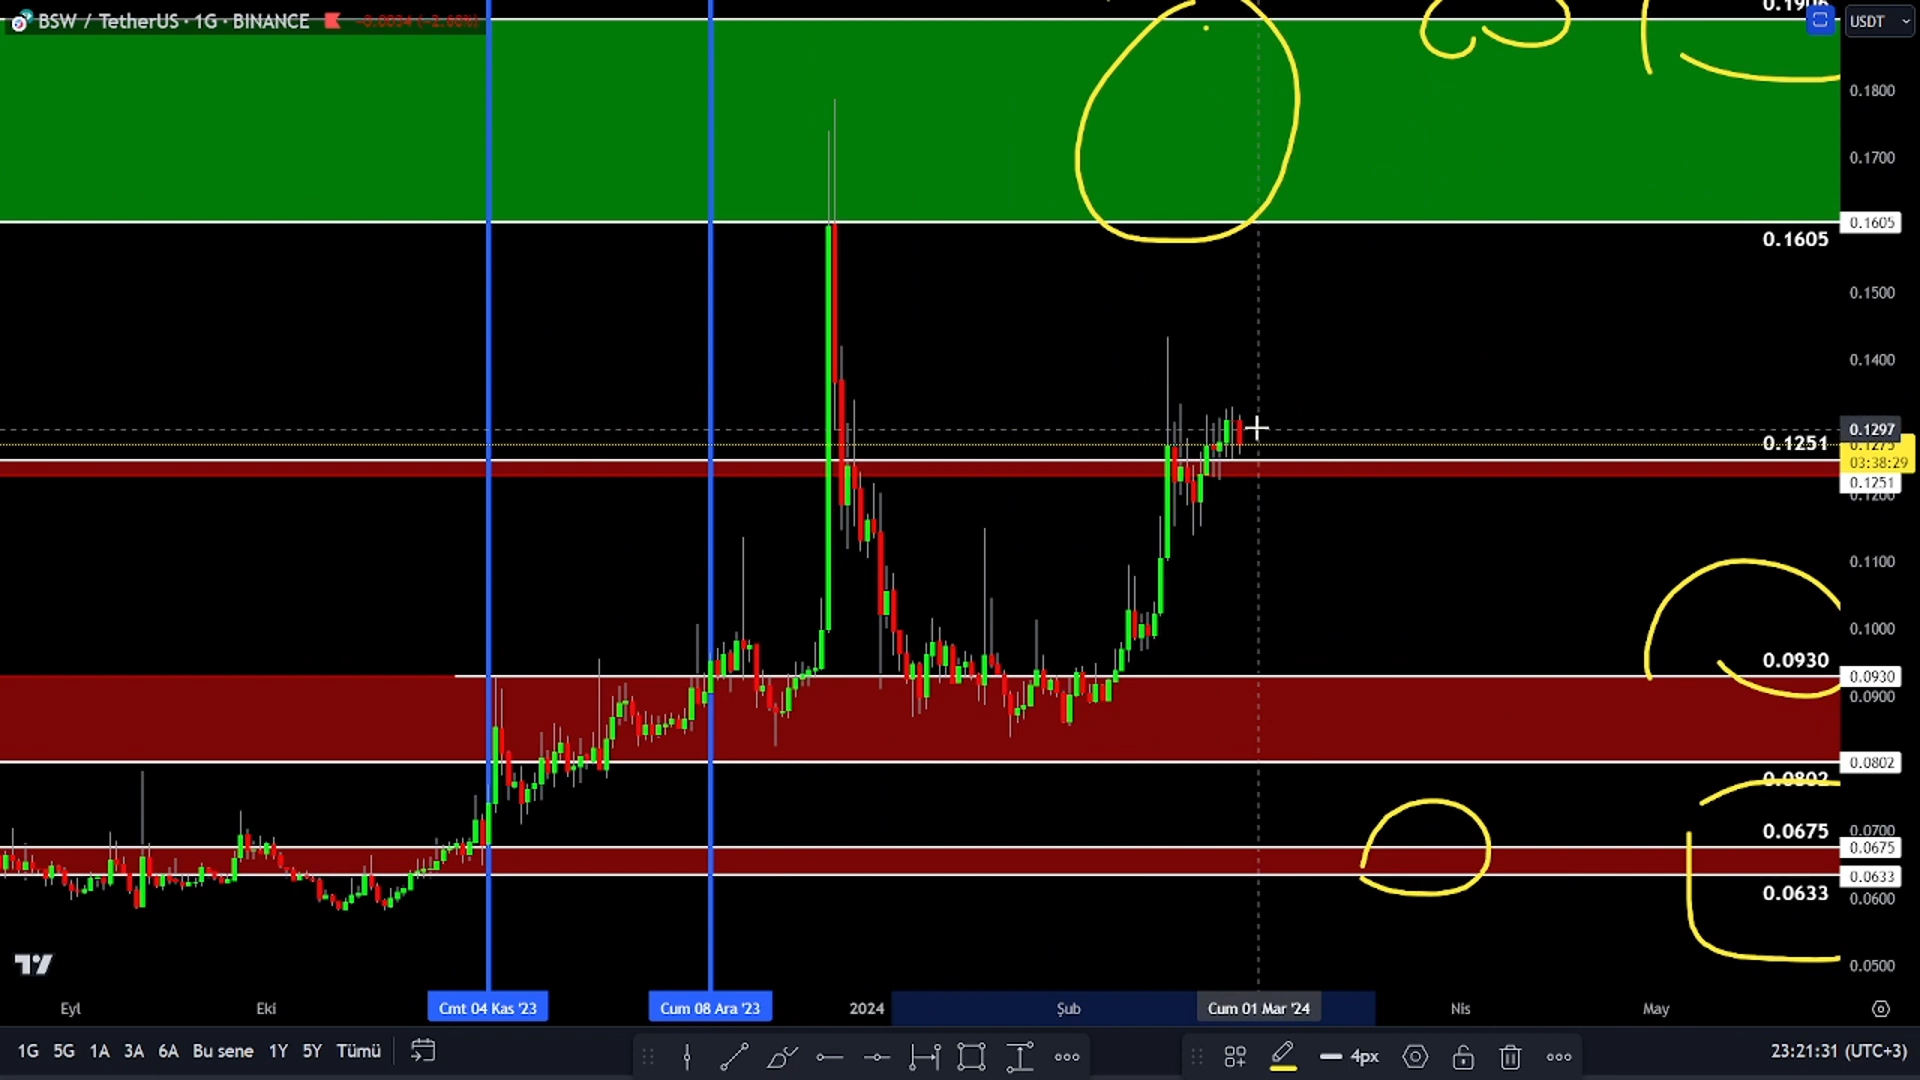 BSW / TetherUS · 1G · BINANCE
USDT
0.1800
0.1700
0.1605
0.1605
0.1500
0.1400
0.1297
0.1251
03:38:29
0.1251
0.1200
0.1100
0.1000
0.0930
0.0930
0.0900
0.0802
0.0802
0.0675
0.0700
0.0675
0.0633
0.0633
0.0600
0.0500
Eyl
Eki
Cmt 04 Kas '23
Cum 08 Ara '23
2024
Şub
Cum 01 Mar '24
Nis
May
1G 5G 1A 3A 6A Bu sene 1Y 5Y Tümü
4px
23:21:31 (UTC+3)